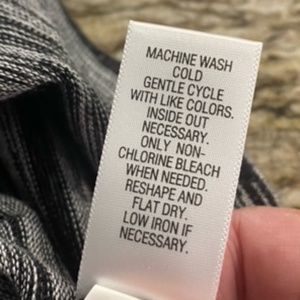 MACHINE WASH
COLD
GENTLE CYCLE
WITH LIKE COLORS.
INSIDE OUT
NECESSARY.
ONLY NON-
CHLORINE BLEACH
WHEN NEEDED.
RESHAPE AND
FLAT DRY.
LOW IRON IF
NECESSARY.